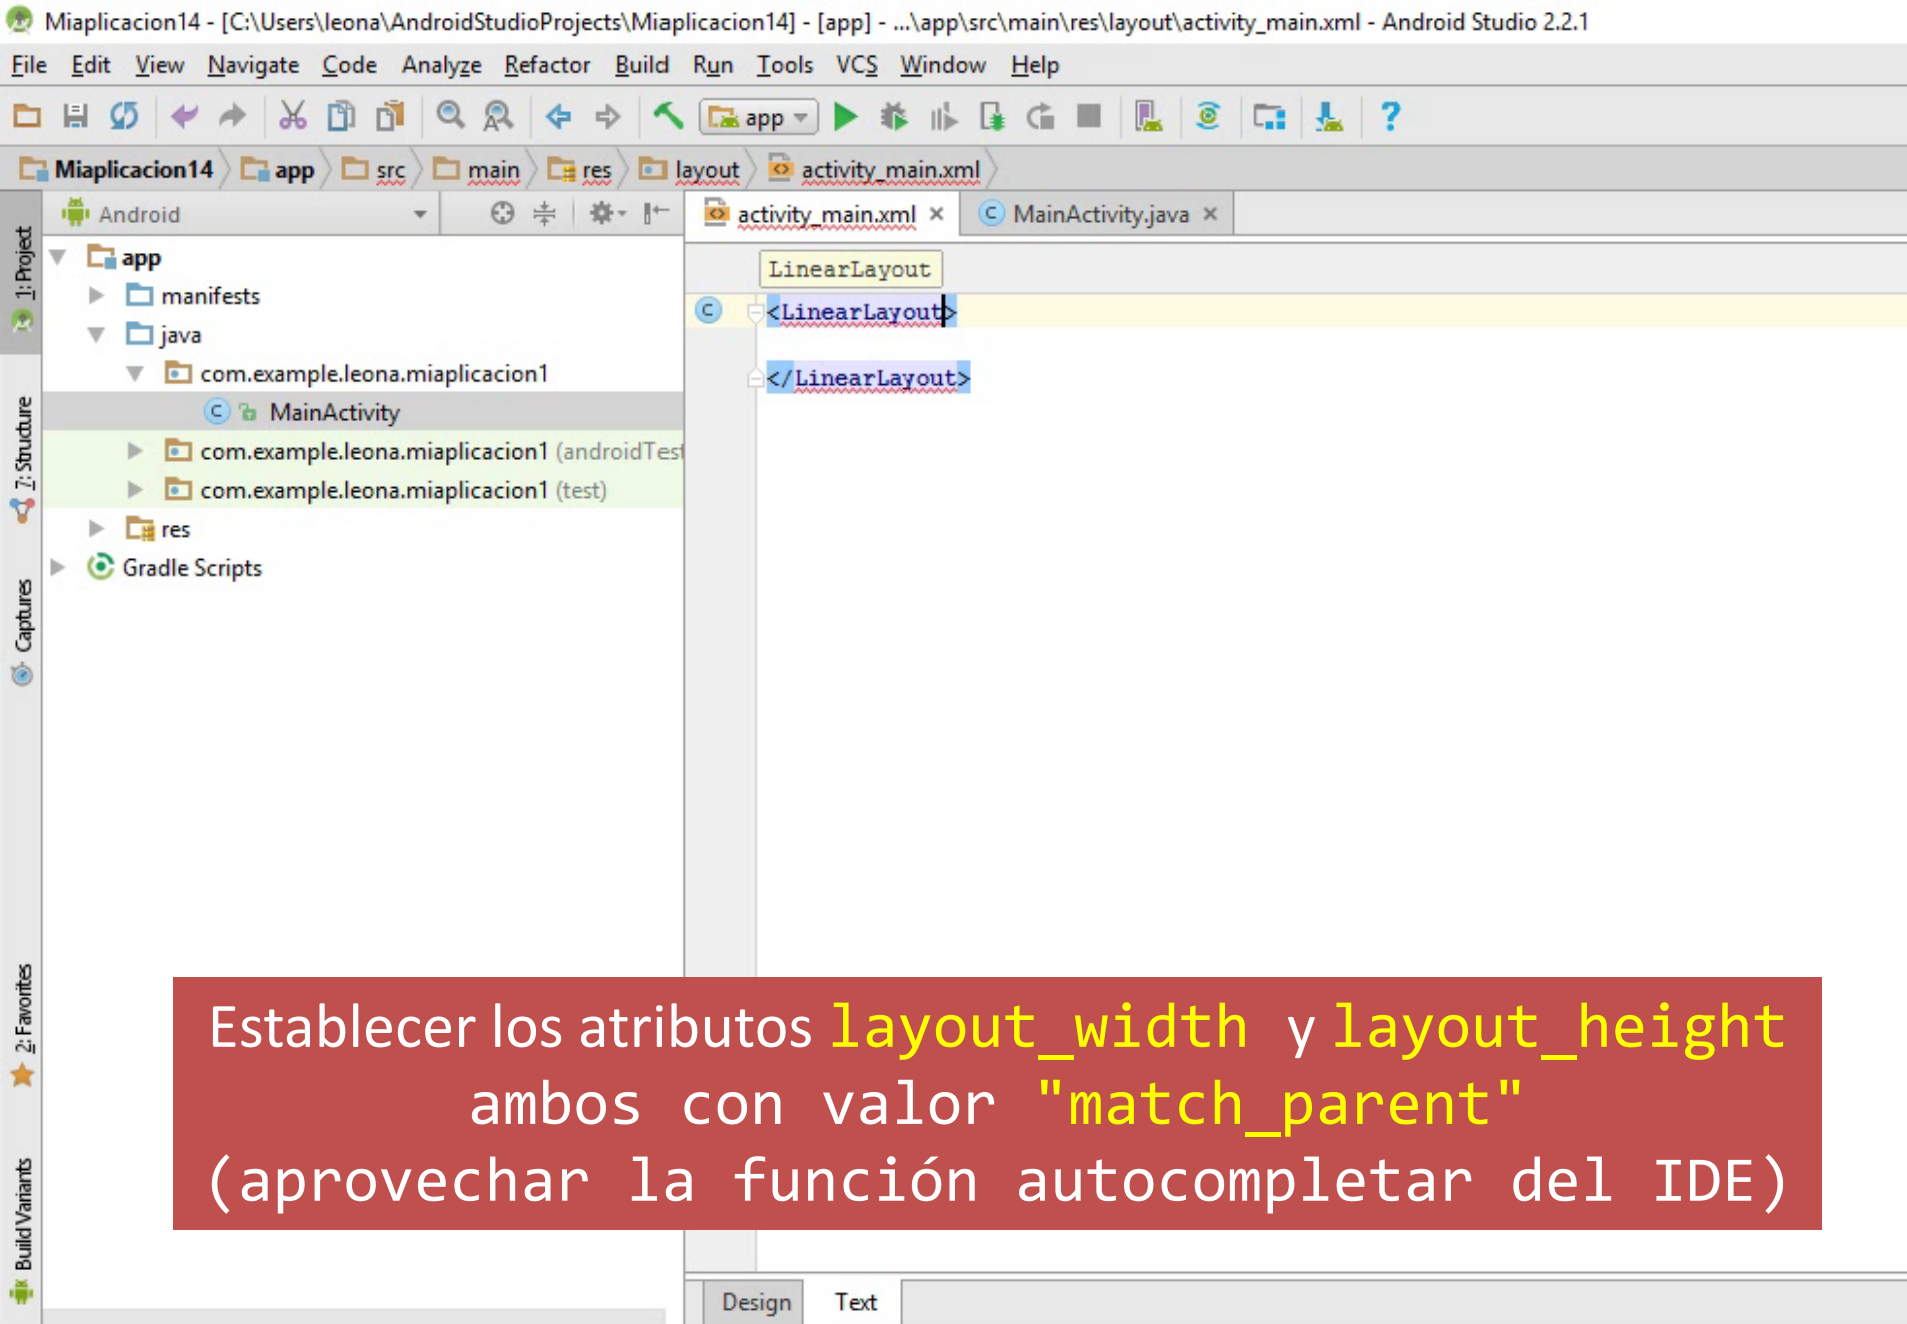 Miaplicacion14 - [C:\Users\leona\AndroidStudioProjects\Miaplicacion14] - [app] - ...\app\src\main\res\layout\activity_main.xml - Android Studio 2.2.1
File Edit View Navigate Code Analyze Refactor Build Run Tools VCS Window Help
app
Miaplicacion14 app src main res layout activity_main.xml
Android
activity_main.xml MainActivity.java
1: Project
7: Structure
Captures
2: Favorites
Build Variants
app
manifests
java
com.example.leona.miaplicacion1
MainActivity
com.example.leona.miaplicacion1 (androidTest
com.example.leona.miaplicacion1 (test)
res
Gradle Scripts
LinearLayout
<LinearLayout>
</LinearLayout>
Establecer los atributos layout_width y layout_height
ambos con valor "match_parent"
(aprovechar la función autocompletar del IDE)
Design Text